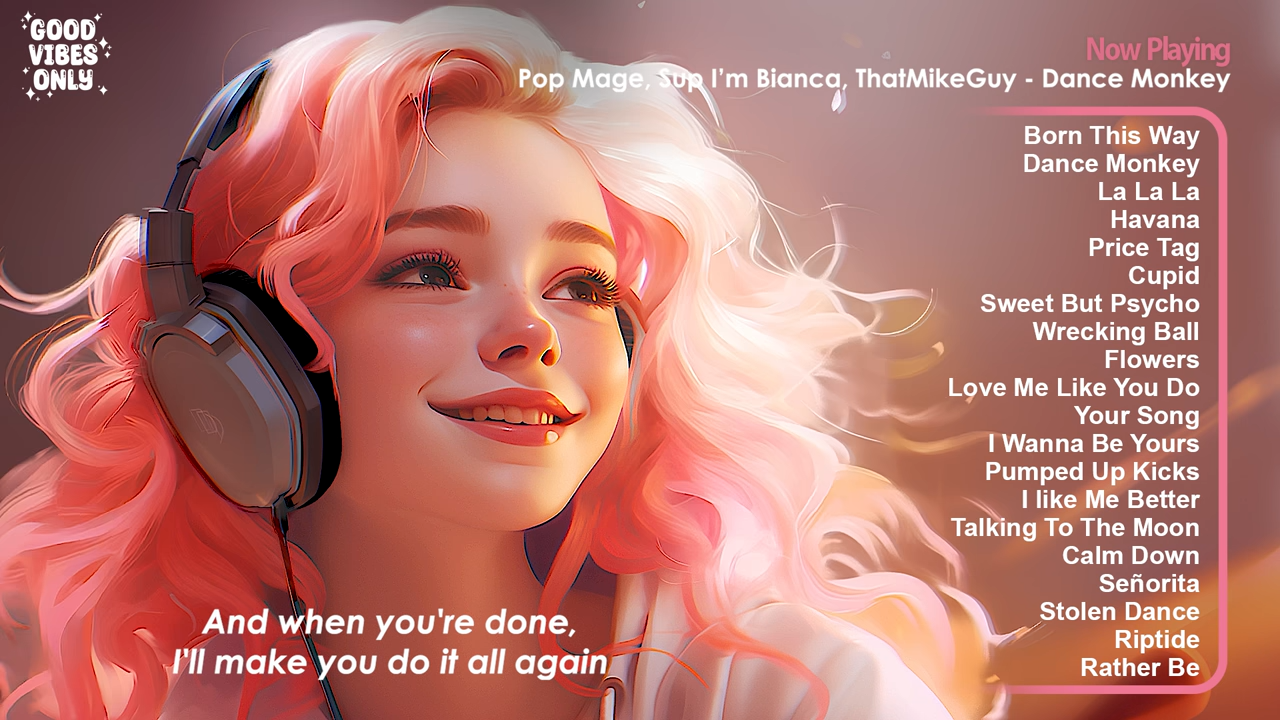 GOOD
VIBES
ONLY
Now Playing
Pop Mage, Sup I’m Bianca, ThatMikeGuy - Dance Monkey
Born This Way
Dance Monkey
La La La
Havana
Price Tag
Cupid
Sweet But Psycho
Wrecking Ball
Flowers
Love Me Like You Do
Your Song
I Wanna Be Yours
Pumped Up Kicks
I like Me Better
Talking To The Moon
Calm Down
Señorita
Stolen Dance
Riptide
Rather Be
And when you're done,
I'll make you do it all again